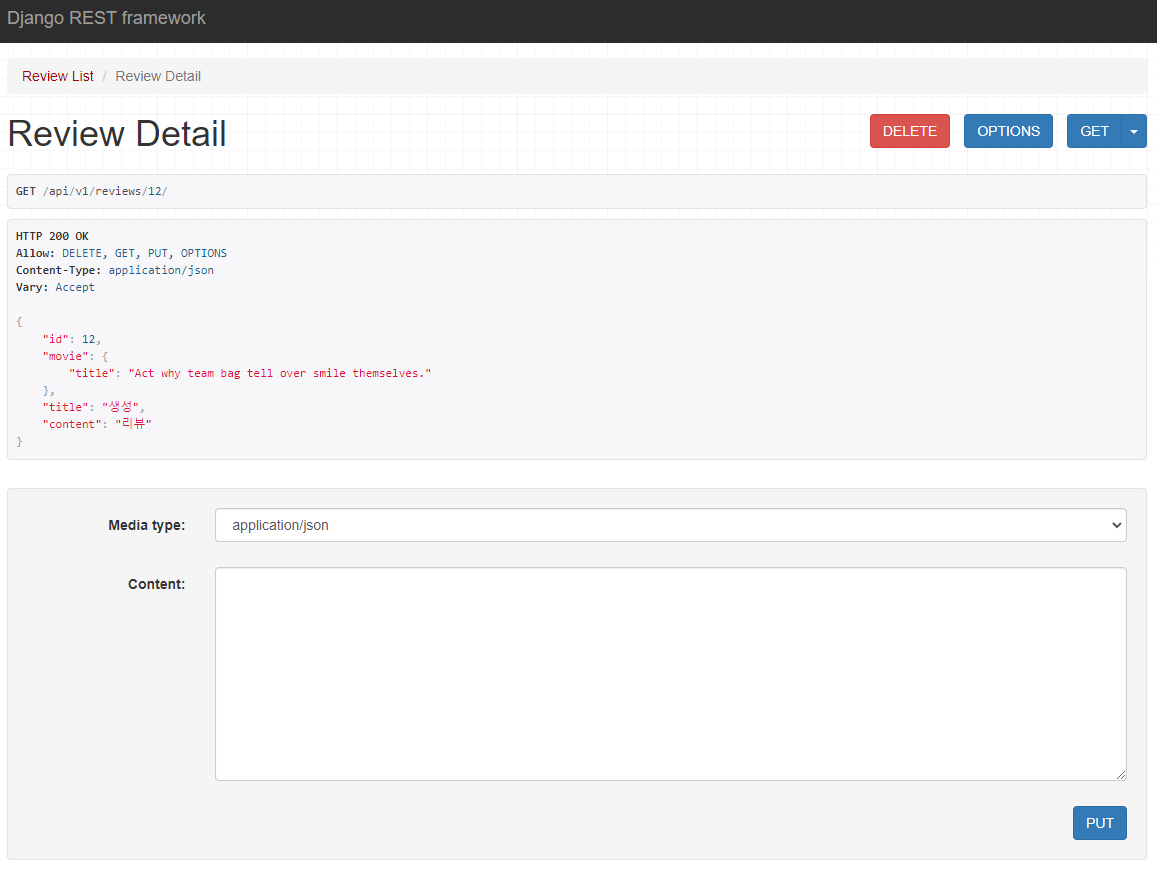 Django REST framework
Review List / Review Detail
Review Detail
DELETE
OPTIONS
GET
GET /api/v1/reviews/12/
HTTP 200 OK
Allow: DELETE, GET, PUT, OPTIONS
Content-Type: application/json
Vary: Accept
{
    "id": 12,
    "movie": {
        "title": "Act why team bag tell over smile themselves."
    },
    "title": "생성",
    "content": "리뷰"
}
Media type:
application/json
Content:
PUT